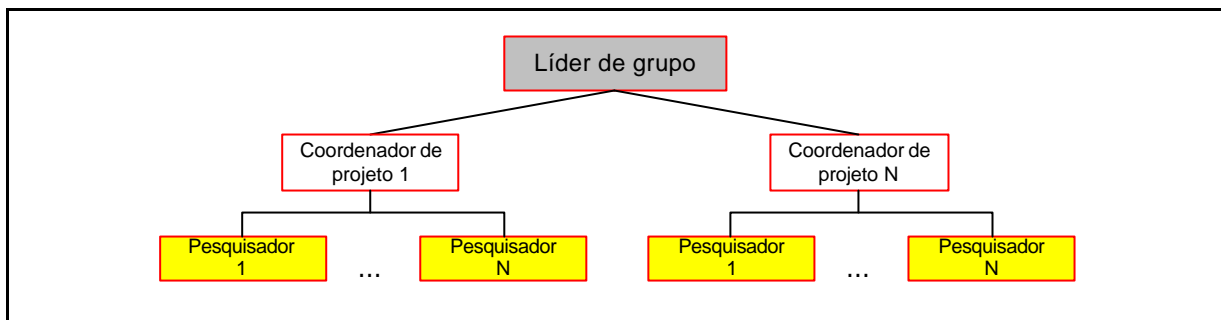 Líder de grupo
Coordenador de
projeto 1
Coordenador de
projeto N
Pesquisador
1
...
Pesquisador
N
Pesquisador
1
...
Pesquisador
N